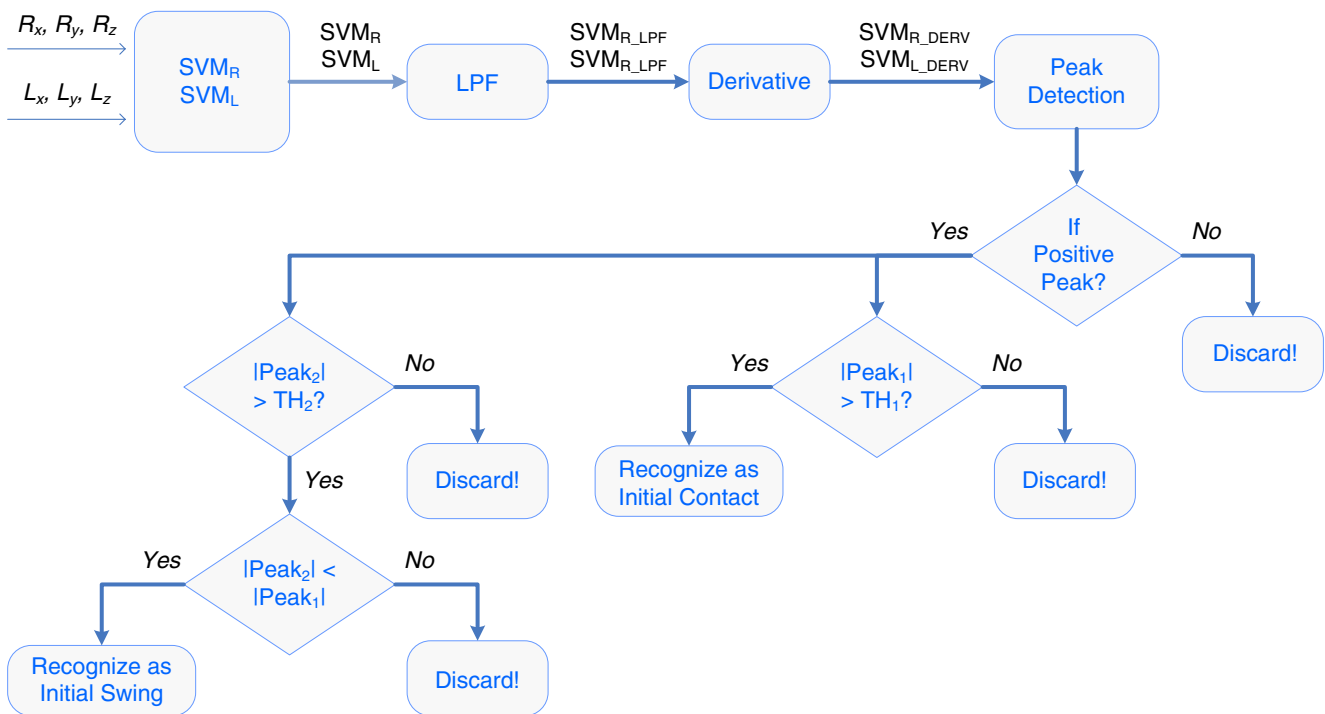 Rx, Ry, Rz
Lx, Ly, Lz
SVMR
SVML
SVMR
SVML
LPF
SVMR_LPF
SVMR_LPF
Derivative
SVMR_DERV
SVML_DERV
Peak
Detection
If
Positive
Peak?
Yes
No
Discard!
|Peak2|
> TH2?
No
Discard!
Yes
|Peak1|
> TH1?
Yes
No
Recognize as
Initial Contact
Discard!
|Peak2| <
|Peak1|
Yes
No
Recognize as
Initial Swing
Discard!